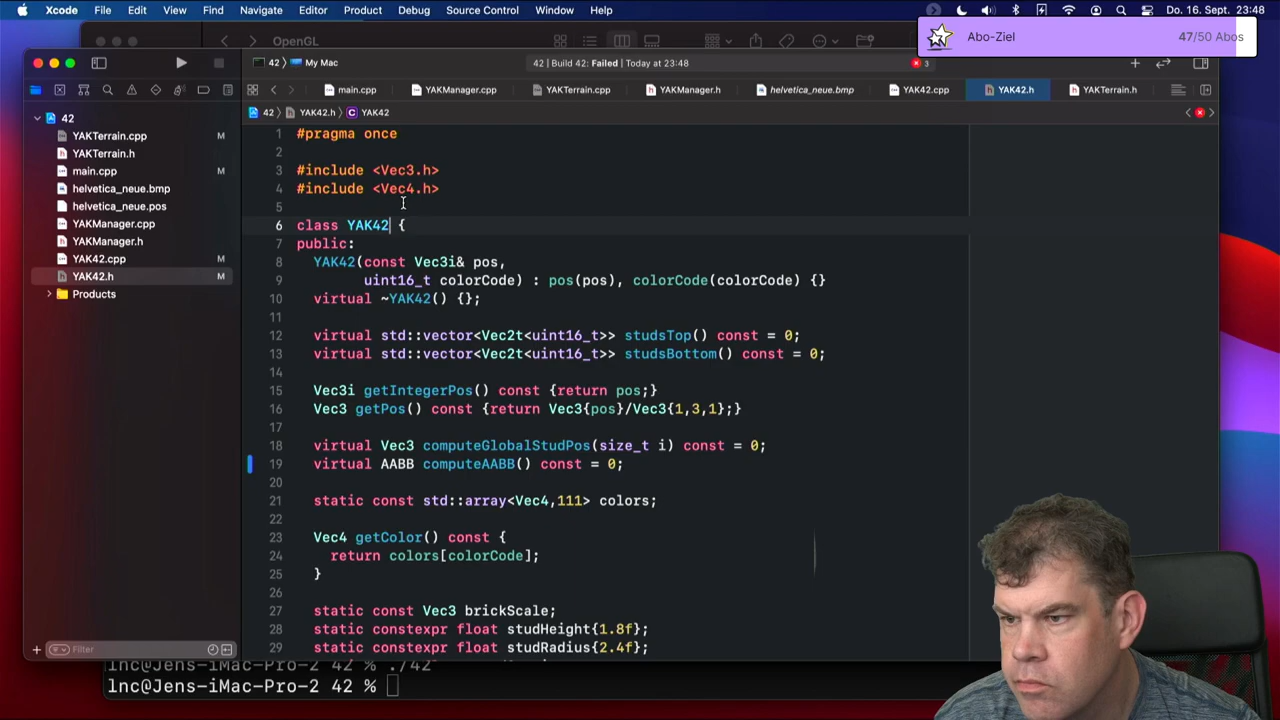 Xcode File Edit View Find Navigate Editor Product Debug Source Control Window Help
Do. 16. Sept. 23:48
Abo-Ziel 47/50 Abos
OpenGL
42 My Mac
42 | Build 42: Failed | Today at 23:48
3
main.cpp YAKManager.cpp YAKTerrain.cpp YAKManager.h helvetica_neue.bmp YAK42.cpp YAK42.h YAKTerrain.h
42 YAK42.h C YAK42
42
YAKTerrain.cpp M
YAKTerrain.h
main.cpp M
helvetica_neue.bmp
helvetica_neue.pos
YAKManager.cpp
YAKManager.h
YAK42.cpp M
YAK42.h M
Products
Filter
1 #pragma once
2
3 #include <Vec3.h>
4 #include <Vec4.h>
5
6 class YAK42 {
7 public:
8 YAK42(const Vec3i& pos,
9 uint16_t colorCode) : pos(pos), colorCode(colorCode) {}
10 virtual ~YAK42() {};
11
12 virtual std::vector<Vec2t<uint16_t>> studsTop() const = 0;
13 virtual std::vector<Vec2t<uint16_t>> studsBottom() const = 0;
14
15 Vec3i getIntegerPos() const {return pos;}
16 Vec3 getPos() const {return Vec3{pos}/Vec3{1,3,1};}
17
18 virtual Vec3 computeGlobalStudPos(size_t i) const = 0;
19 virtual AABB computeAABB() const = 0;
20
21 static const std::array<Vec4,111> colors;
22
23 Vec4 getColor() const {
24 return colors[colorCode];
25 }
26
27 static const Vec3 brickScale;
28 static constexpr float studHeight{1.8f};
29 static constexpr float studRadius{2.4f};
lnc@Jens-iMac-Pro-2 42 % ./42
lnc@Jens-iMac-Pro-2 42 %